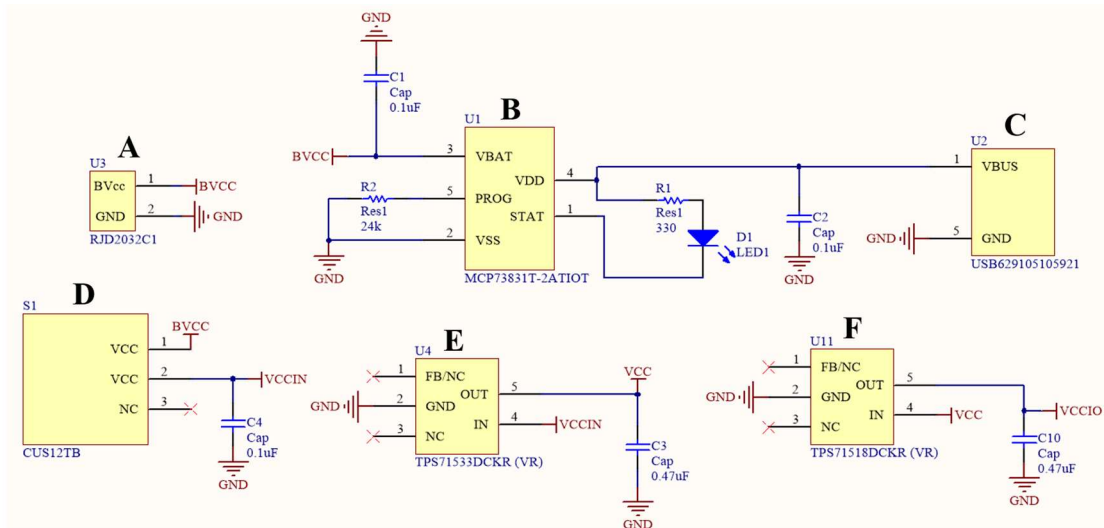 GND
C1
Cap
0.1uF
A
U3
BVcc
1
BVCC
GND
2
GND
RJD2032C1
B
U1
BVCC
3
VBAT
VDD
4
R2
Res1
24k
5
PROG
STAT
1
2
VSS
GND
MCP73831T-2ATIOT
R1
Res1
330
D1
LED1
C2
Cap
0.1uF
GND
C
U2
1
VBUS
GND
5
GND
USB629105105921
D
S1
BVCC
VCC
1
VCC
2
VCCIN
NC
3
C4
Cap
0.1uF
GND
CUS12TB
E
U4
1
FB/NC
OUT
5
VCC
GND
2
GND
IN
4
VCCIN
3
NC
TPS71533DCKR (VR)
C3
Cap
0.47uF
GND
F
U11
1
FB/NC
OUT
5
VCCIO
GND
2
GND
IN
4
VCC
3
NC
TPS71518DCKR (VR)
C10
Cap
0.47uF
GND